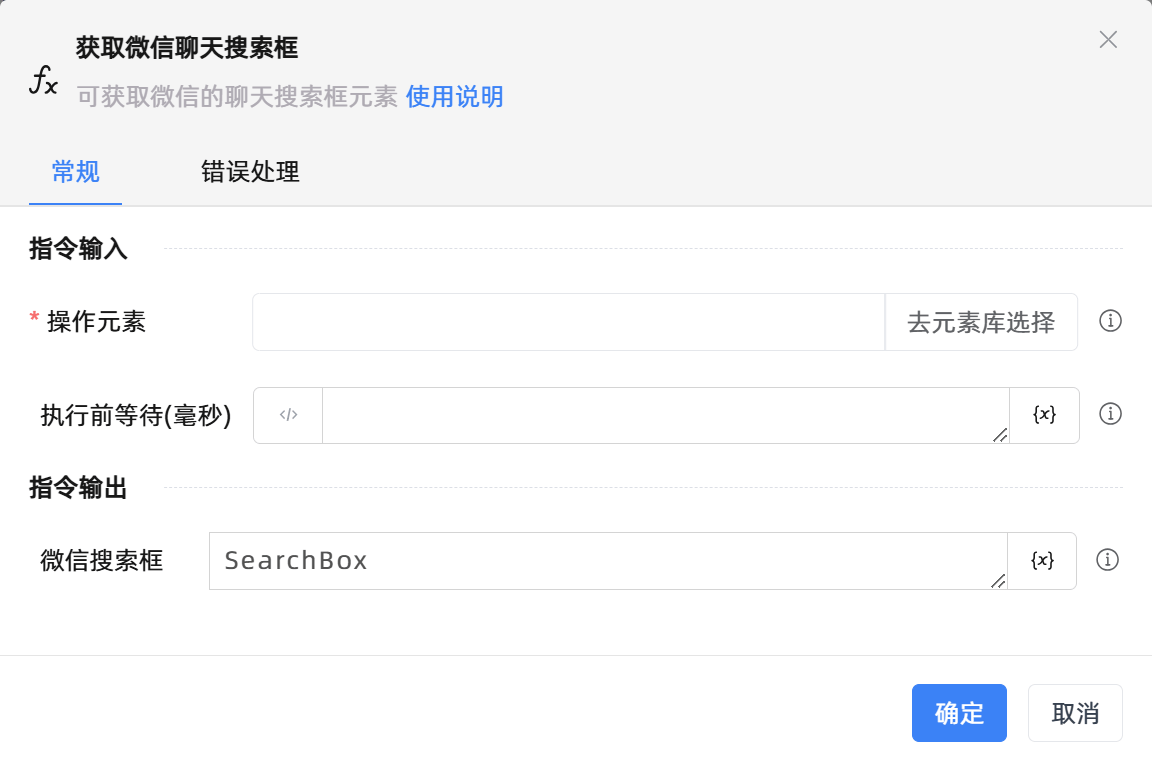 获取微信聊天搜索框
可获取微信的聊天搜索框元素 使用说明
常规 错误处理
指令输入
* 操作元素 去元素库选择
执行前等待(毫秒) </> {x}
指令输出
微信搜索框 SearchBox {x}
确定 取消